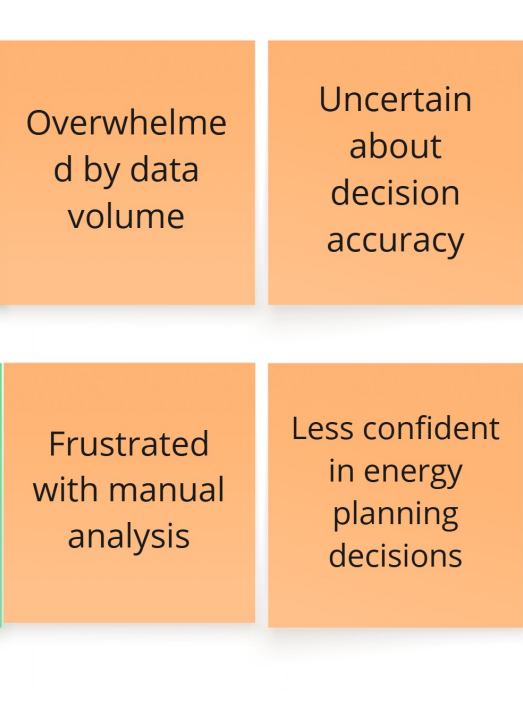 Overwhelme
d by data
volume
Uncertain
about
decision
accuracy
Frustrated
with manual
analysis
Less confident
in energy
planning
decisions